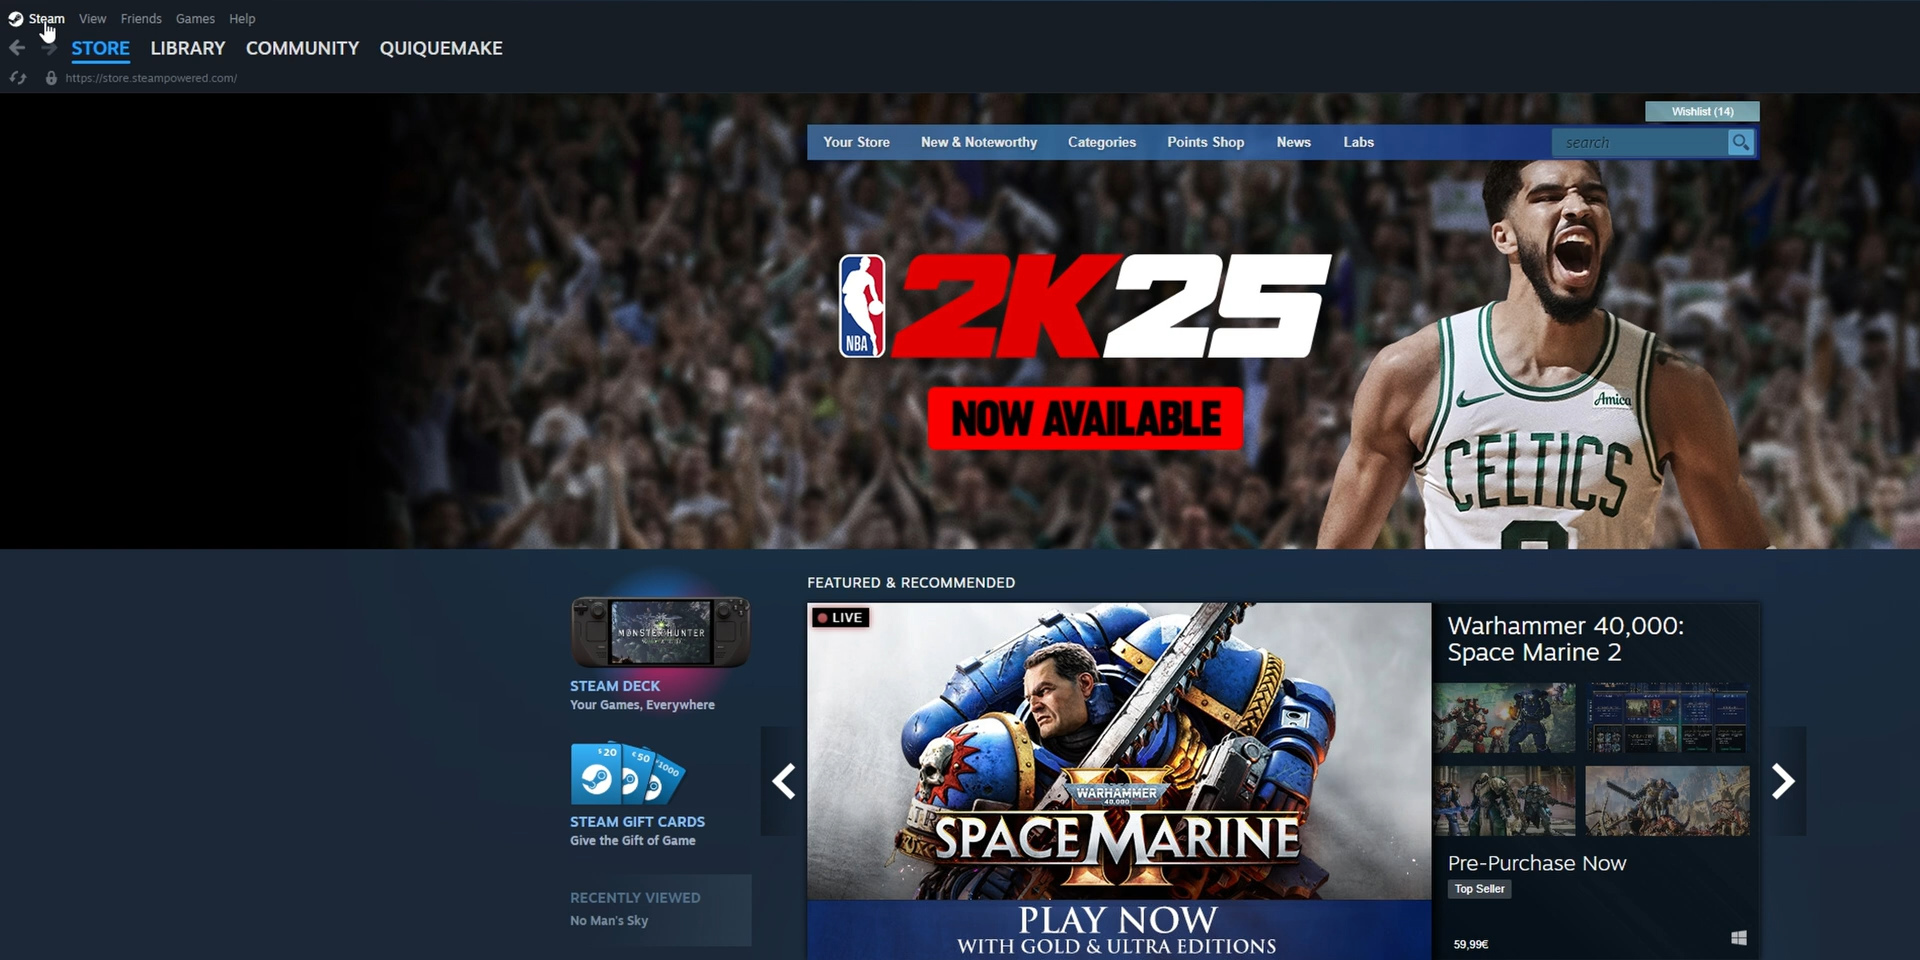 Steam View Friends Games Help
STORE LIBRARY COMMUNITY QUIQUEMAKE
https://store.steampowered.com/
Wishlist (14)
Your Store New & Noteworthy Categories Points Shop News Labs search
NBA 2K25
NOW AVAILABLE
Amica
CELTICS
FEATURED & RECOMMENDED
LIVE
Warhammer 40,000:
Space Marine 2
MONSTER HUNTER
STEAM DECK
Your Games, Everywhere
$20 €50 1000
STEAM GIFT CARDS
Give the Gift of Game
WARHAMMER
40,000
SPACE MARINE
II
Pre-Purchase Now
Top Seller
RECENTLY VIEWED
No Man's Sky
PLAY NOW
WITH GOLD & ULTRA EDITIONS
59,99€